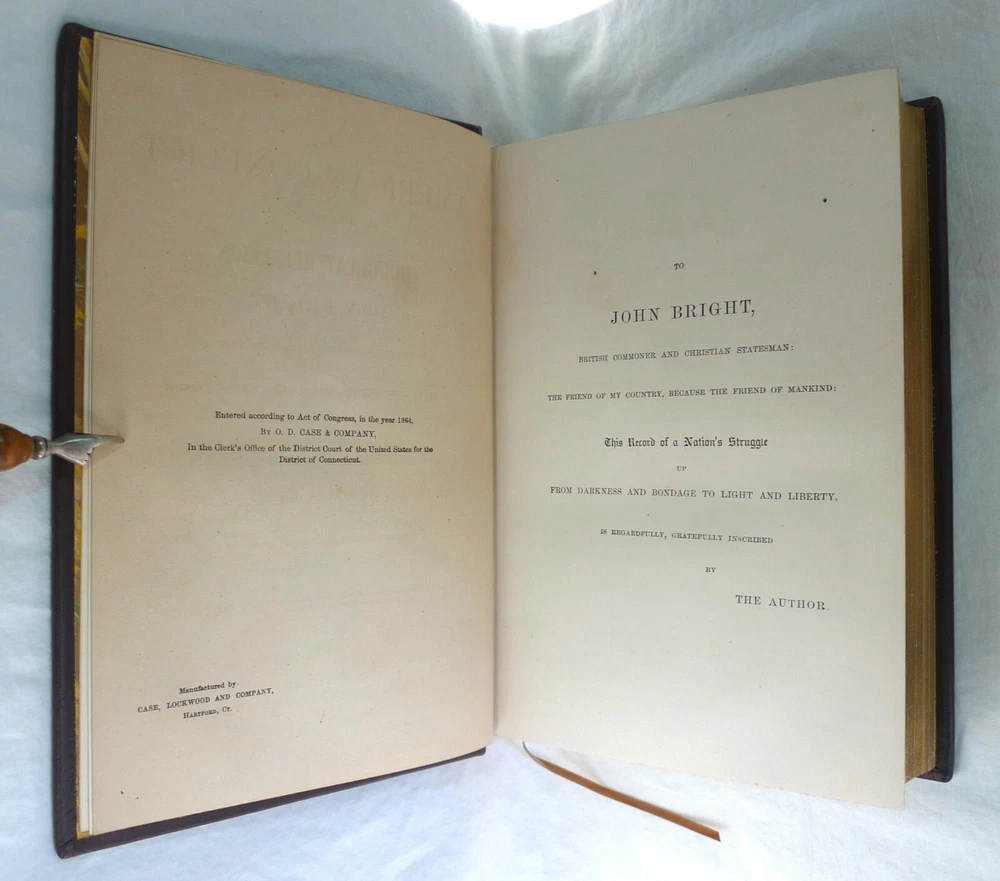 Entered according to Act of Congress, in the year 1864,
BY O. D. CASE & COMPANY,
In the Clerk's Office of the District Court of the United States for the
District of Connecticut.
Manufactured by
CASE, LOCKWOOD AND COMPANY,
HARTFORD, CT.
TO
JOHN BRIGHT,
BRITISH COMMONER AND CHRISTIAN STATESMAN:
THE FRIEND OF MY COUNTRY, BECAUSE THE FRIEND OF MANKIND:
This Record of a Nation's Struggle
UP
FROM DARKNESS AND BONDAGE TO LIGHT AND LIBERTY,
IS REGARDFULLY, GRATEFULLY INSCRIBED
BY
THE AUTHOR.